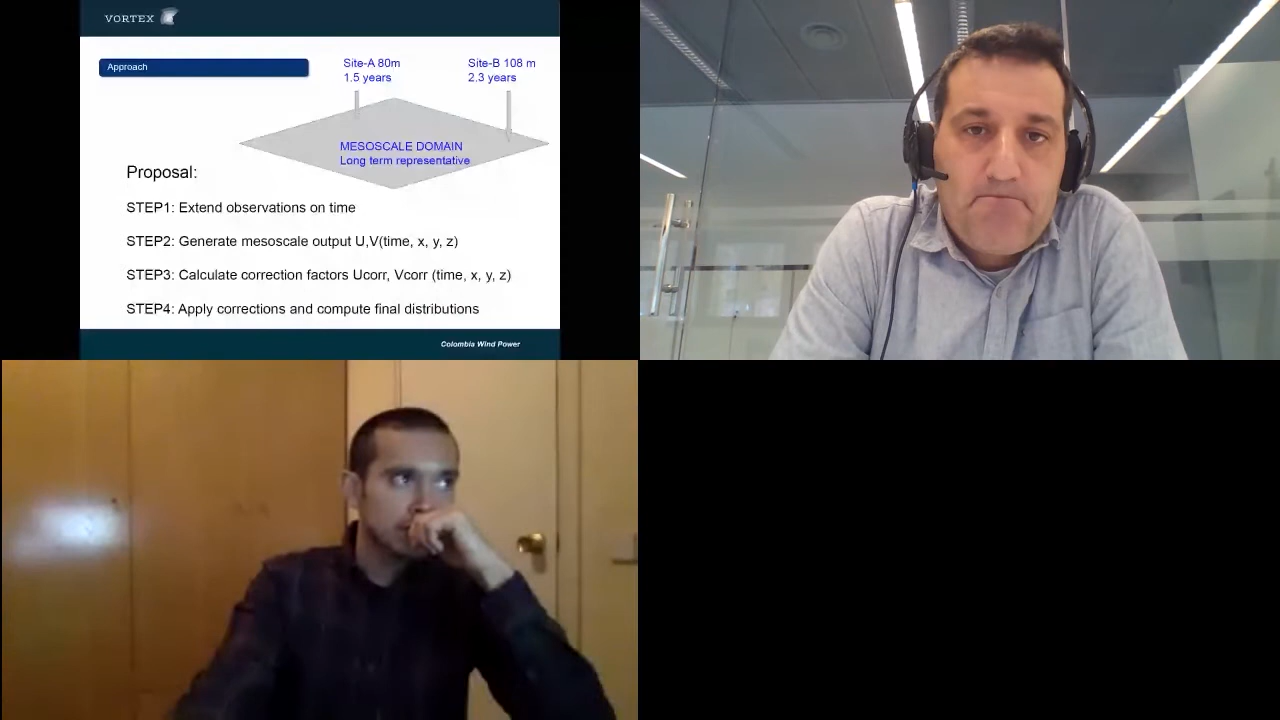 VORTEX
Approach
Site-A 80m
1.5 years
Site-B 108 m
2.3 years
MESOSCALE DOMAIN
Long term representative
Proposal:
STEP1: Extend observations on time
STEP2: Generate mesoscale output U,V(time, x, y, z)
STEP3: Calculate correction factors Ucorr, Vcorr (time, x, y, z)
STEP4: Apply corrections and compute final distributions
Colombia Wind Power